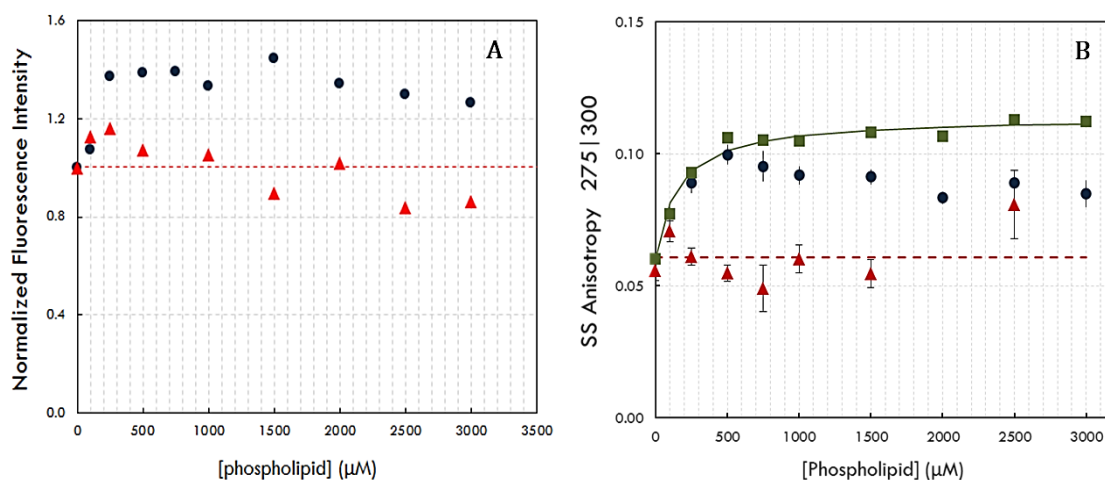 A
Normalized Fluorescence Intensity
1.6
1.2
0.8
0.4
0.0
0 500 1000 1500 2000 2500 3000 3500
[phospholipid] (µM)
B
SS Anisotropy 275|300
0.15
0.10
0.05
0.00
0 500 1000 1500 2000 2500 3000
[Phospholipid] (µM)